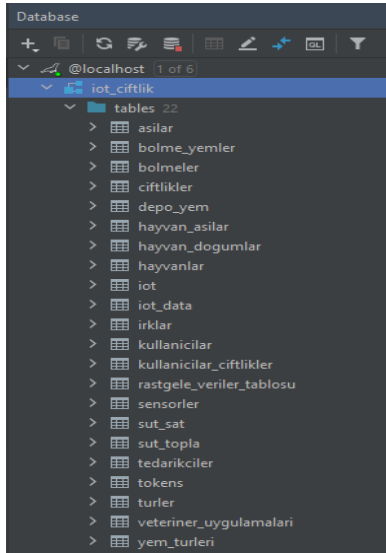 Database
@localhost 1 of 6
iot_ciftlik
tables 22
asilar
bolme_yemler
bolmeler
ciftlikler
depo_yem
hayvan_asilar
hayvan_dogumlar
hayvanlar
iot
iot_data
irklar
kullanicilar
kullanicilar_ciftlikler
rastgele_veriler_tablosu
sensorler
sut_sat
sut_topla
tedarikciler
tokens
turler
veteriner_uygulamalari
yem_turleri